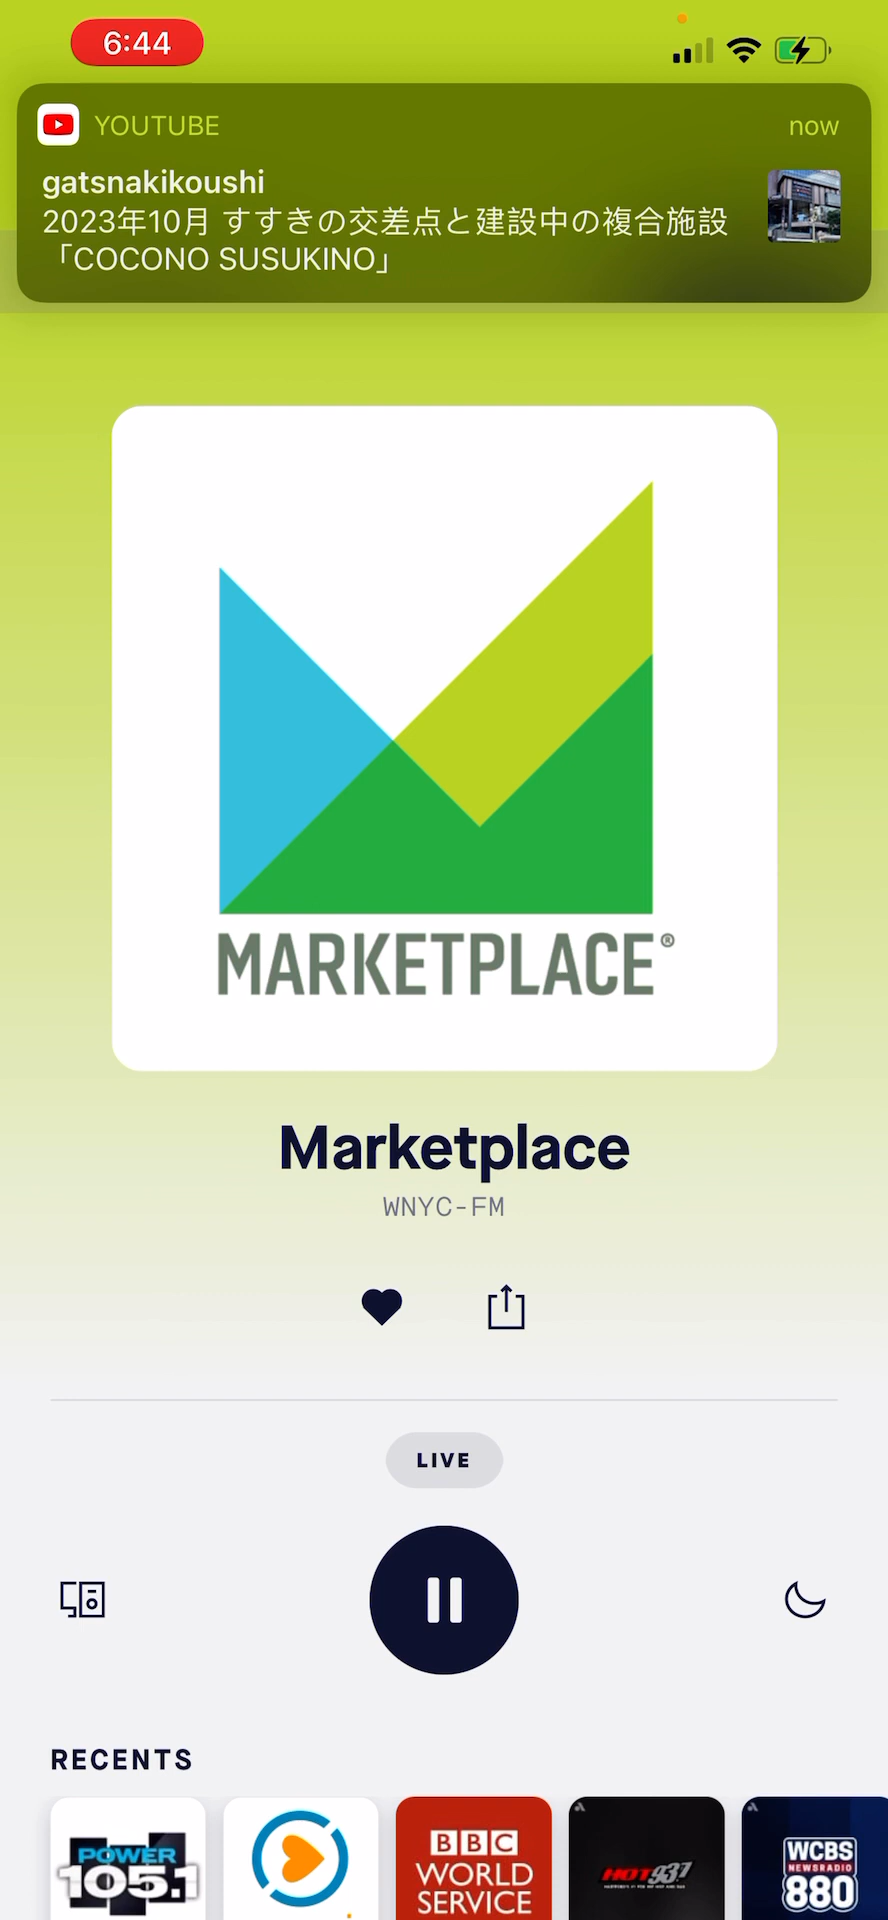 6:44
YOUTUBE
now
gatsnakikoushi
2023年10月 すすきの交差点と建設中の複合施設
「COCONO SUSUKINO」
MARKETPLACE®
Marketplace
WNYC-FM
LIVE
RECENTS
POWER
105.1
BBC
WORLD
SERVICE
HOT 93.7
WCBS
NEWSRADIO
880